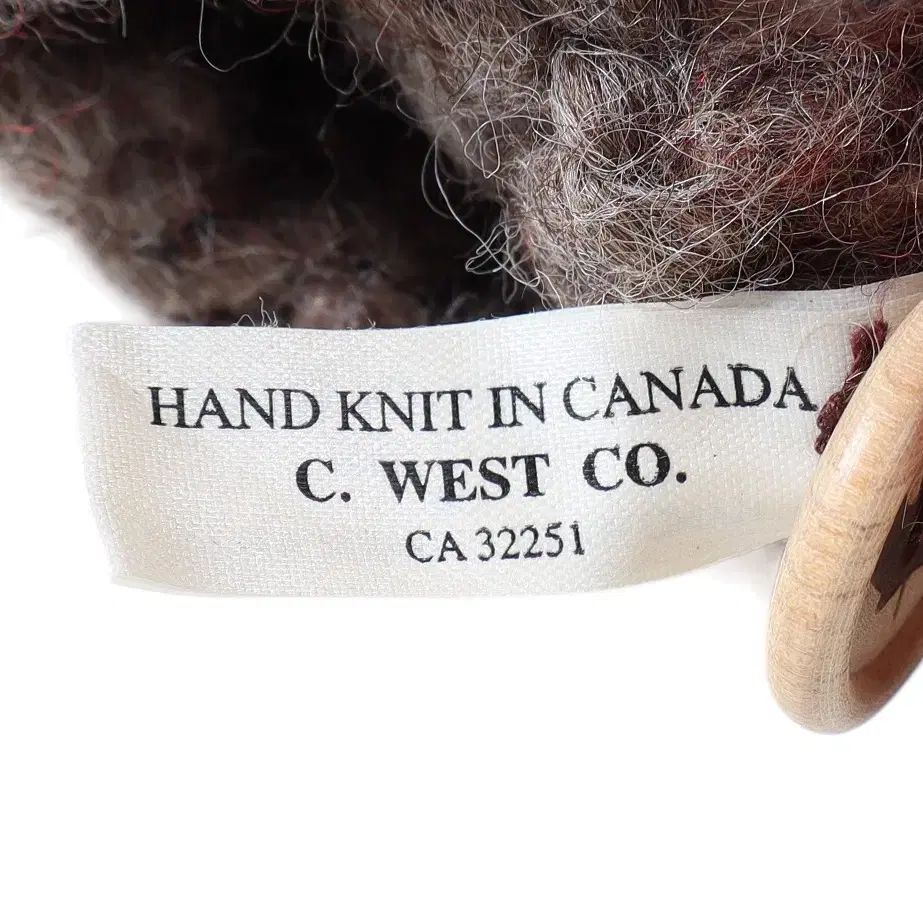 HAND KNIT IN CANADA
C. WEST CO.
CA 32251